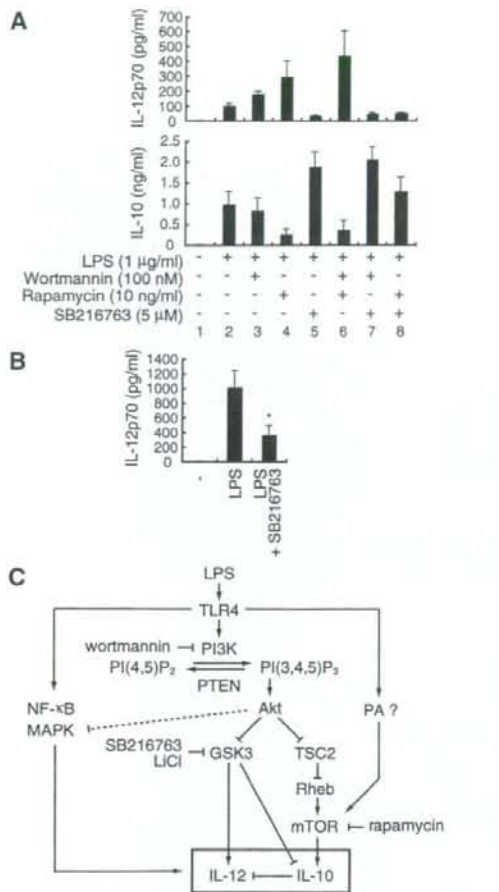 A
IL-12p70 (pg/ml)
700
600
500
400
300
200
100
0
IL-10 (ng/ml)
2.5
2.0
1.5
1.0
0.5
0
LPS (1 µg/ml) - + + + + + + +
Wortmannin (100 nM) - - + - - + + -
Rapamycin (10 ng/ml) - - - + - + - +
SB216763 (5 µM) - - - - + - + +
1 2 3 4 5 6 7 8
B
IL-12p70 (pg/ml)
1400
1200
1000
800
600
400
200
0
*
-
LPS
LPS
+ SB216763
C
LPS
TLR4
wortmannin PI3K
PI(4,5)P₂ PI(3,4,5)P₃
PTEN
NF-κB
MAPK
Akt
PA ?
SB216763
LiCl
GSK3
TSC2
Rheb
mTOR rapamycin
IL-12 IL-10